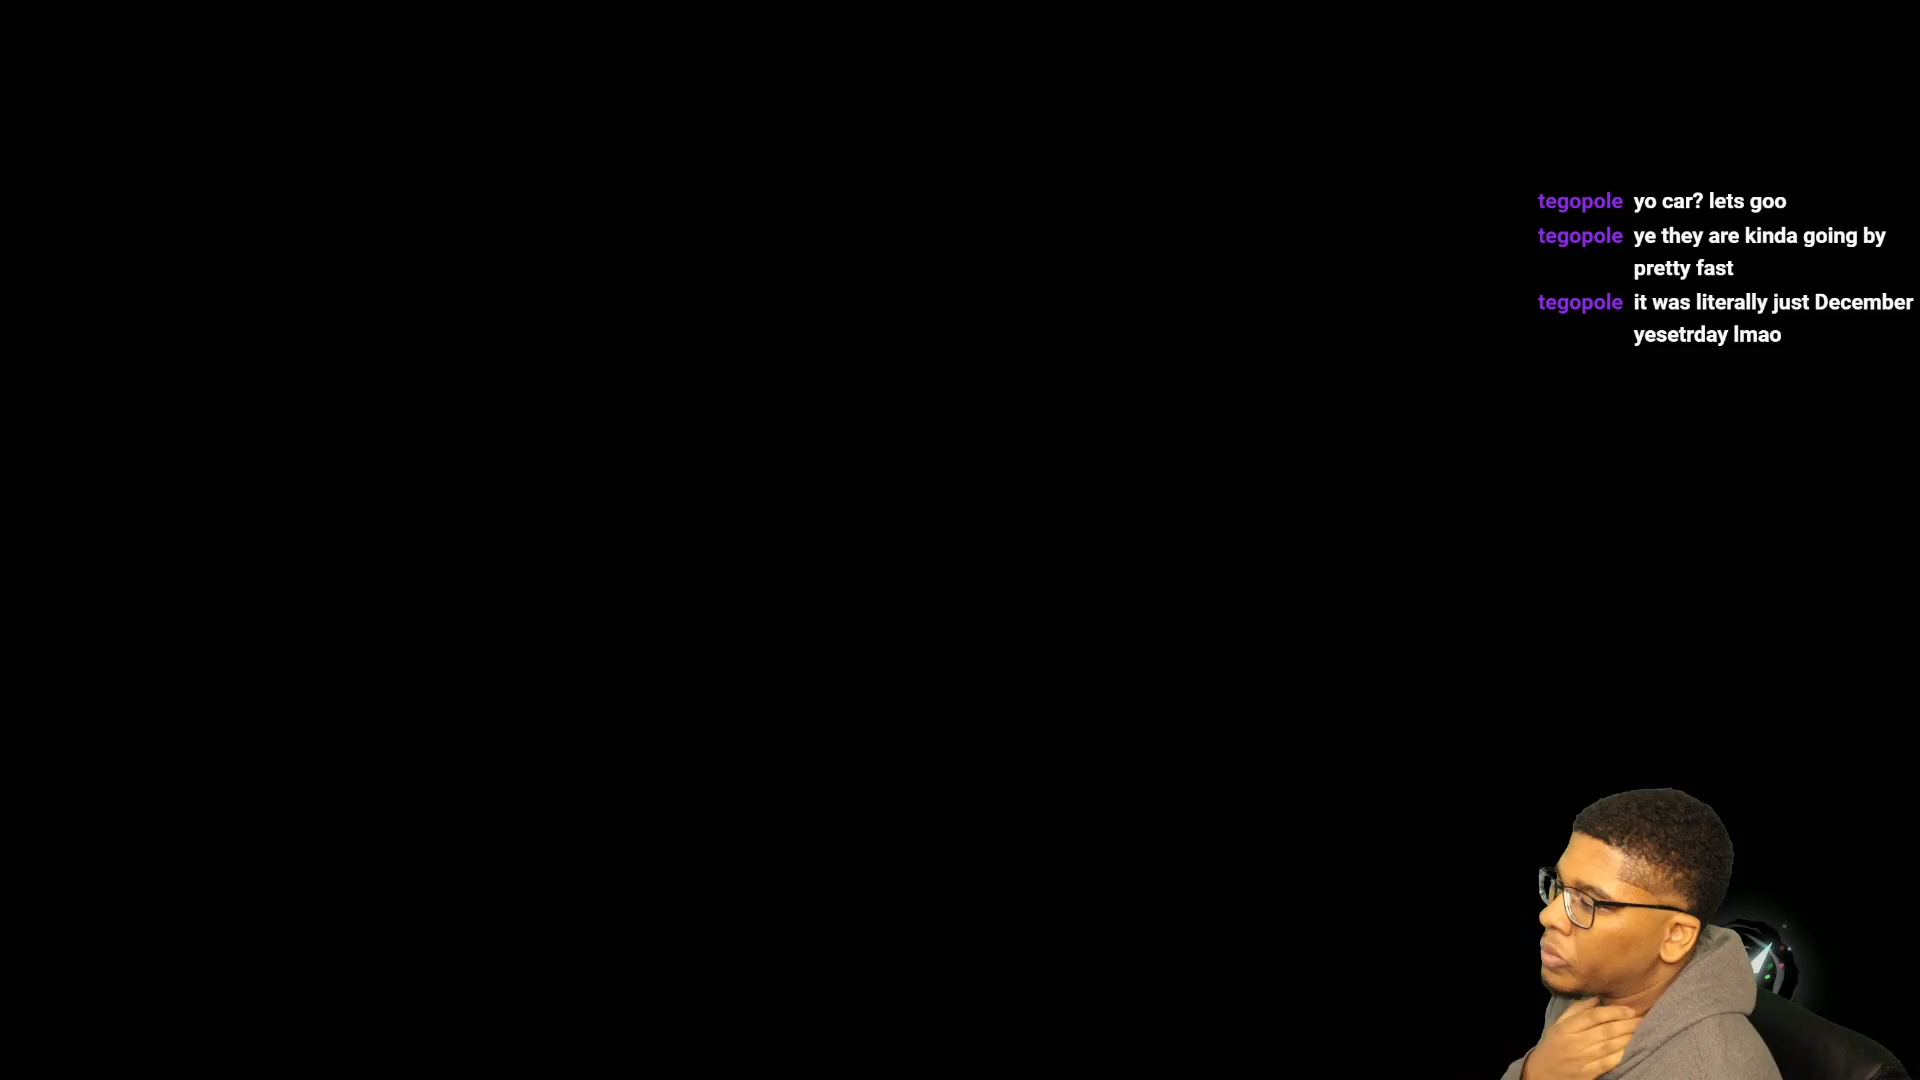 tegopole yo car? lets goo
tegopole ye they are kinda going by
pretty fast
tegopole it was literally just December
yesetrday lmao